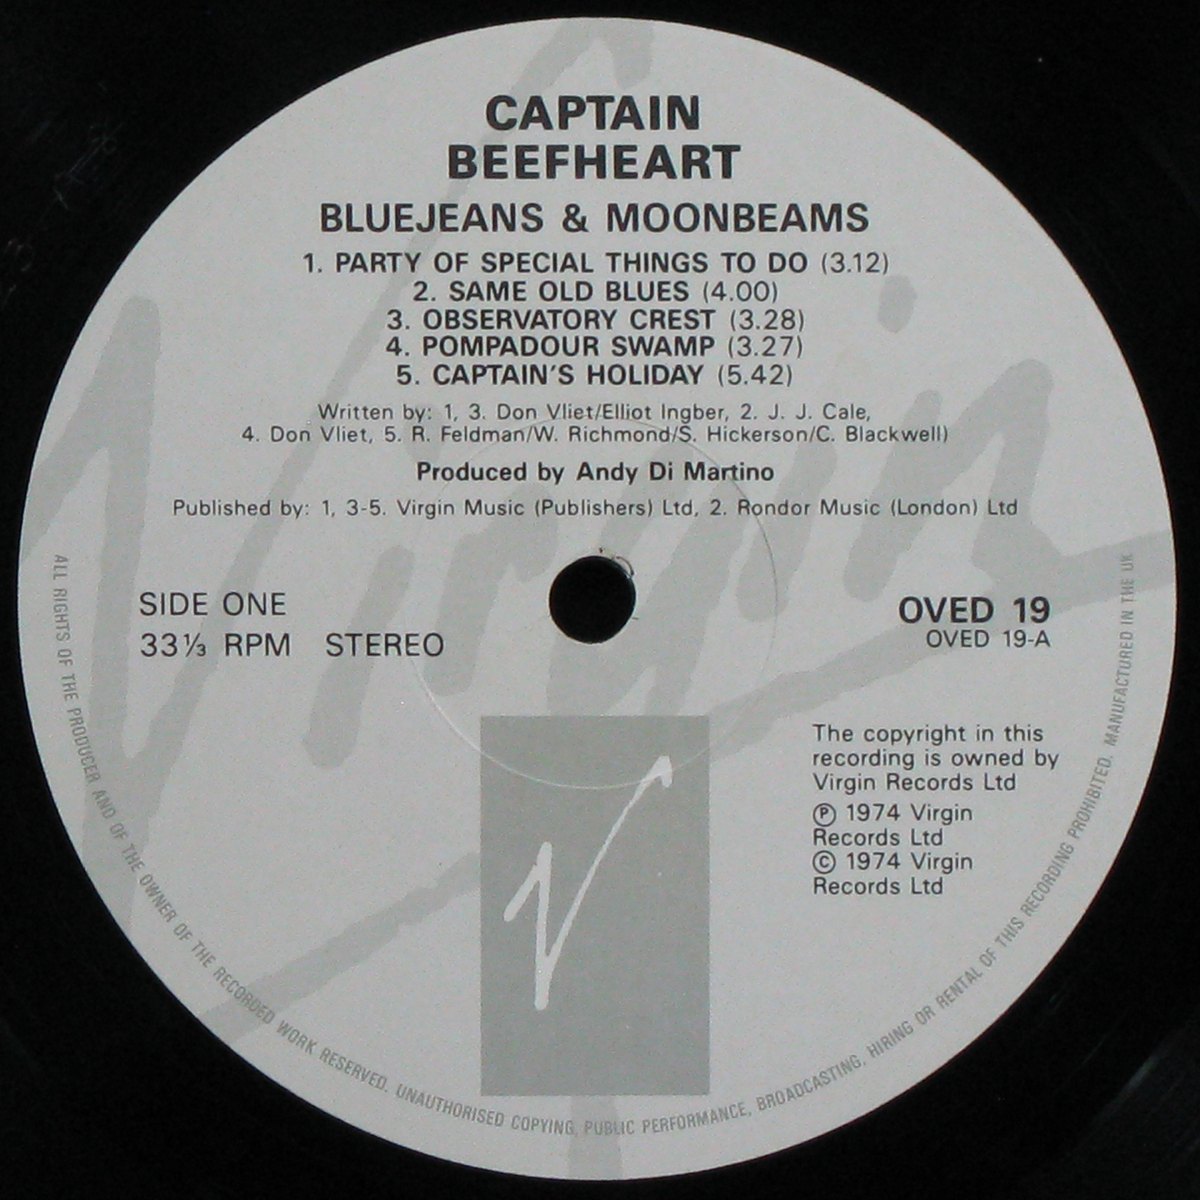 CAPTAIN
BEEFHEART
BLUEJEANS & MOONBEAMS
1. PARTY OF SPECIAL THINGS TO DO (3.12)
2. SAME OLD BLUES (4.00)
3. OBSERVATORY CREST (3.28)
4. POMPADOUR SWAMP (3.27)
5. CAPTAIN'S HOLIDAY (5.42)
Written by: 1, 3. Don Vliet/Elliot Ingber, 2. J. J. Cale,
4. Don Vliet, 5. R. Feldman/W. Richmond/S. Hickerson/C. Blackwell)
Produced by Andy Di Martino
Published by: 1, 3-5. Virgin Music (Publishers) Ltd, 2. Rondor Music (London) Ltd
Virgin
SIDE ONE
33⅓ RPM STEREO
OVED 19
OVED 19-A
The copyright in this
recording is owned by
Virgin Records Ltd
Ⓟ 1974 Virgin
Records Ltd
© 1974 Virgin
Records Ltd
V
ALL RIGHTS OF THE PRODUCER AND OF THE OWNER OF THE RECORDED WORK RESERVED. UNAUTHORISED COPYING, PUBLIC PERFORMANCE, BROADCASTING, HIRING OR RENTAL OF THIS RECORDING PROHIBITED. MANUFACTURED IN THE UK